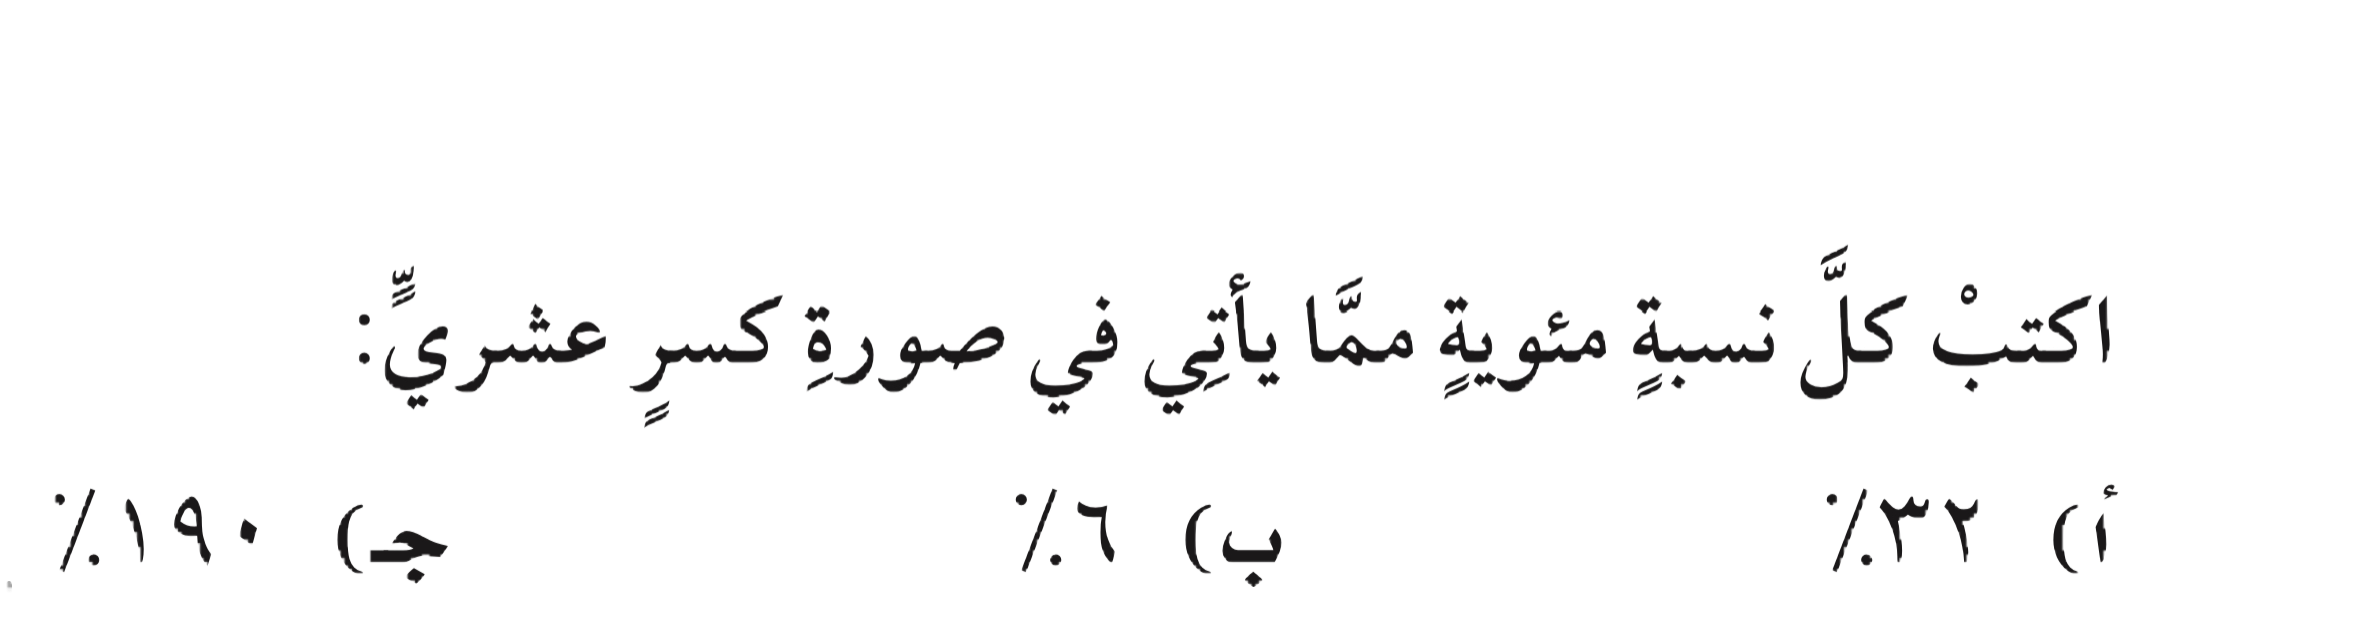 اكتبْ كلَّ نسبةٍ مئويةٍ ممَّا يأتِي في صورةِ كسرٍ عشريٍّ:
أ) ٣٢٪ ب) ٦٪ جـ) ١٩٠٪